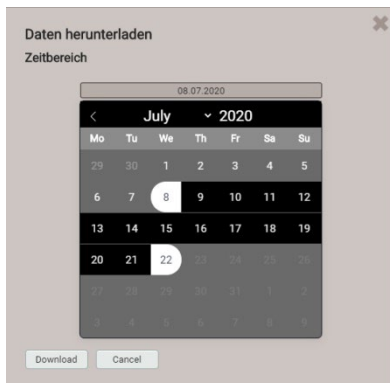 Daten herunterladen
Zeitbereich
08.07.2020
July 2020
Mo Tu We Th Fr Sa Su
29 30 1 2 3 4 5
6 7 8 9 10 11 12
13 14 15 16 17 18 19
20 21 22 23 24 25 26
27 28 29 30 31 1 2
3 4 5 6 7 8 9
Download Cancel